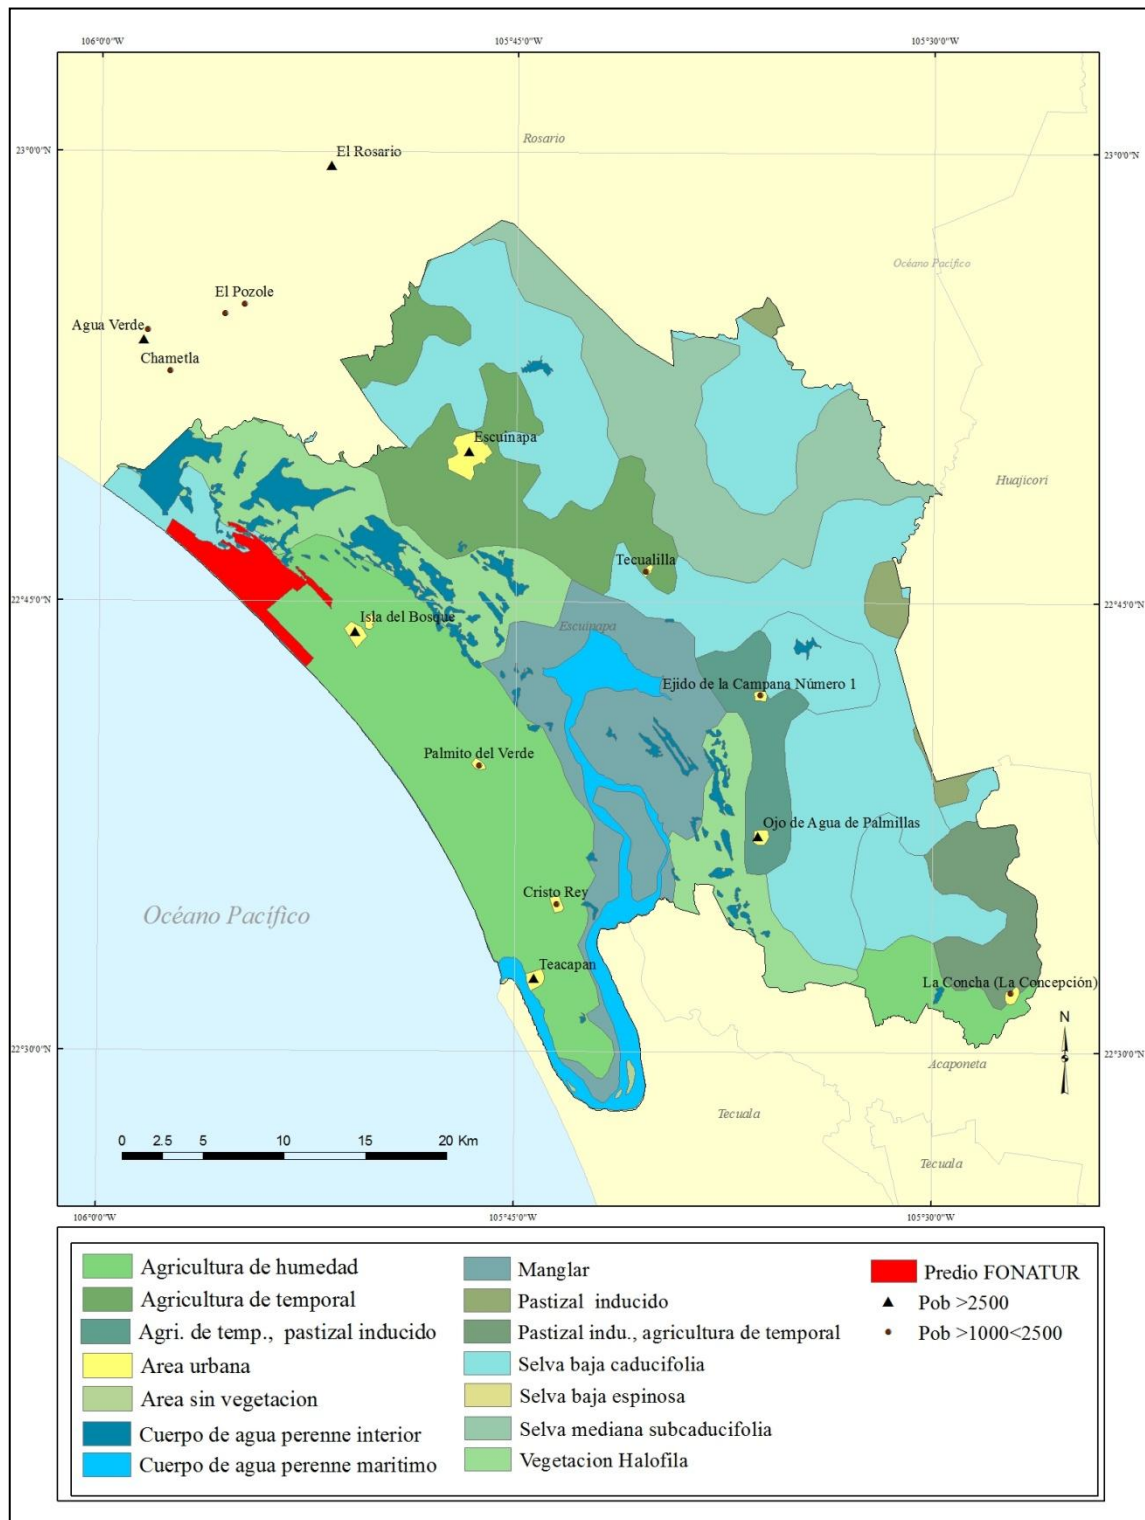 106°0'0"W
105°45'0"W
105°30'0"W
23°0'0"N
23°0'0"N
Rosario
El Rosario
Océano Pacífico
El Pozole
Agua Verde
Chametla
Escuinapa
Huajicori
Tecualilla
22°45'0"N
22°45'0"N
Isla del Bosque
Escuinapa
Ejido de la Campana Número 1
Palmito del Verde
Ojo de Agua de Palmillas
Cristo Rey
Océano Pacífico
Teacapan
La Concha (La Concepción)
N
22°30'0"N
22°30'0"N
Acaponeta
Tecuala
Tecuala
0 2.5 5 10 15 20 Km
106°0'0"W
105°45'0"W
105°30'0"W
Agricultura de humedad
Agricultura de temporal
Agri. de temp., pastizal inducido
Area urbana
Area sin vegetacion
Cuerpo de agua perenne interior
Cuerpo de agua perenne maritimo
Manglar
Pastizal inducido
Pastizal indu., agricultura de temporal
Selva baja caducifolia
Selva baja espinosa
Selva mediana subcaducifolia
Vegetacion Halofila
Predio FONATUR
Pob >2500
Pob >1000<2500